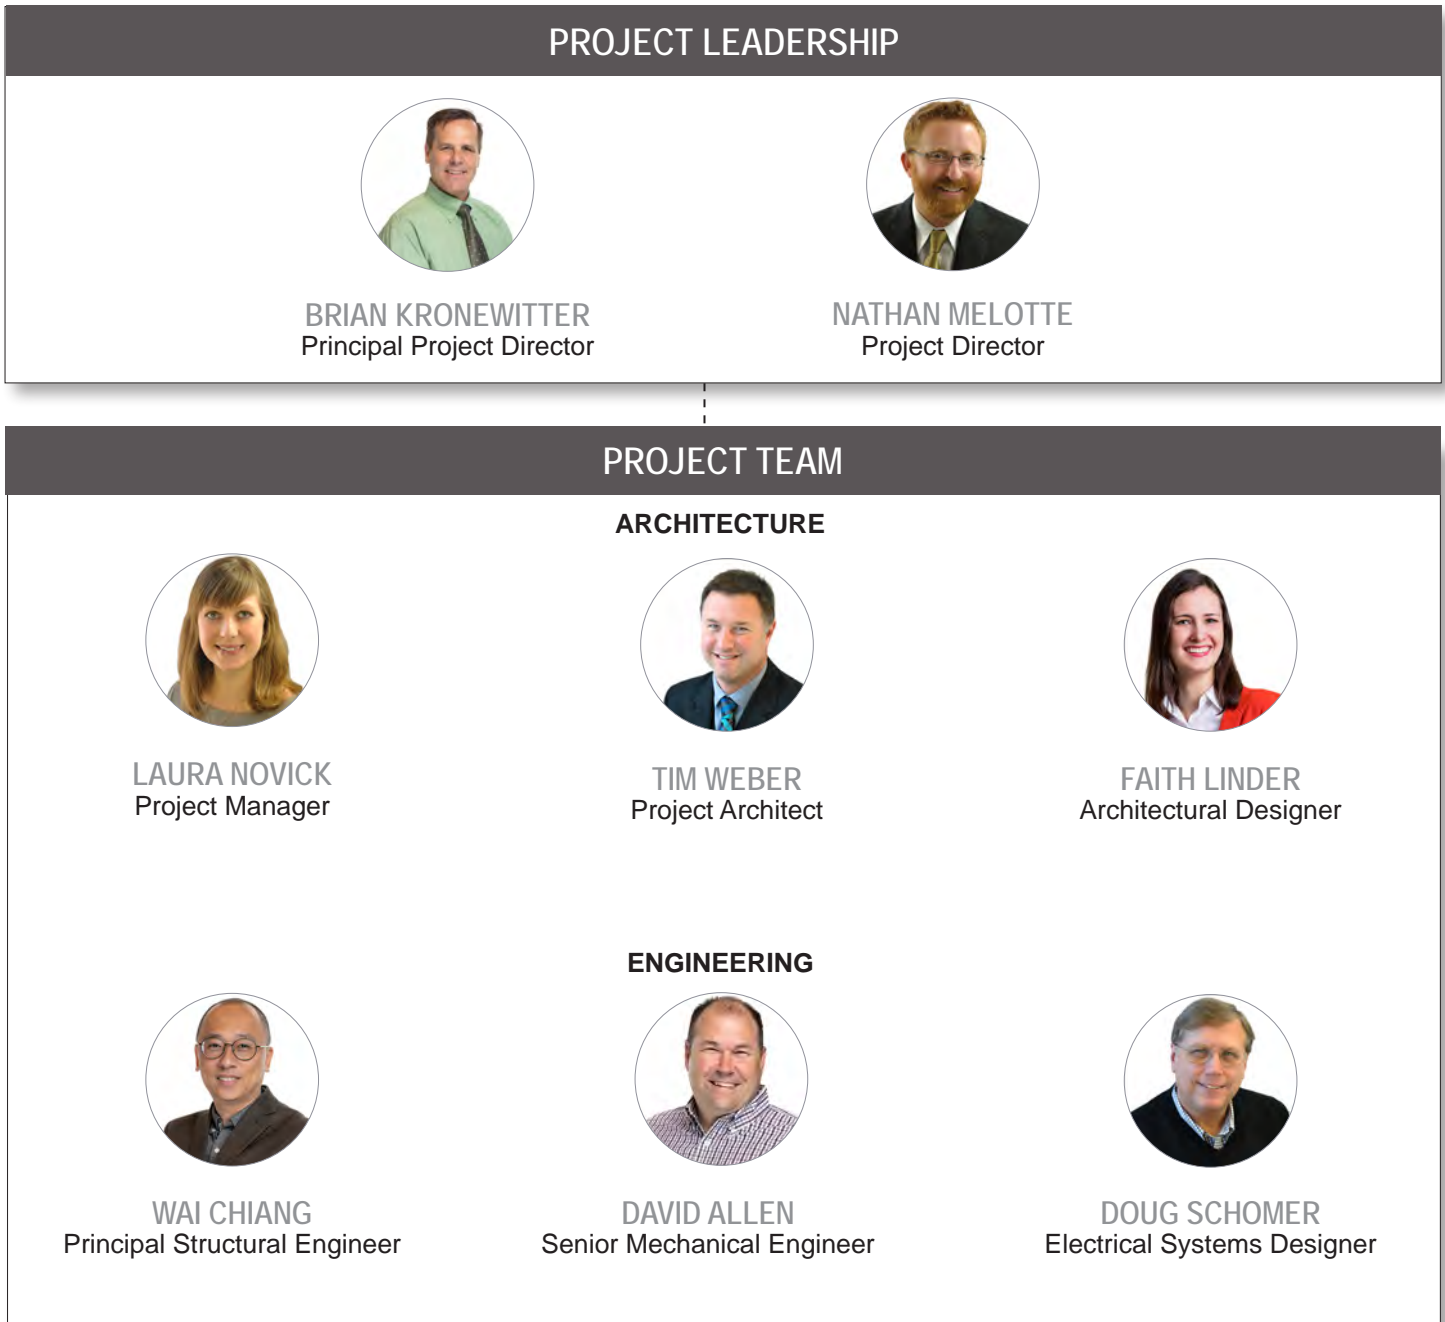 PROJECT LEADERSHIP
BRIAN KRONEWITTER
Principal Project Director
NATHAN MELOTTE
Project Director
PROJECT TEAM
ARCHITECTURE
LAURA NOVICK
Project Manager
TIM WEBER
Project Architect
FAITH LINDER
Architectural Designer
ENGINEERING
WAI CHIANG
Principal Structural Engineer
DAVID ALLEN
Senior Mechanical Engineer
DOUG SCHOMER
Electrical Systems Designer